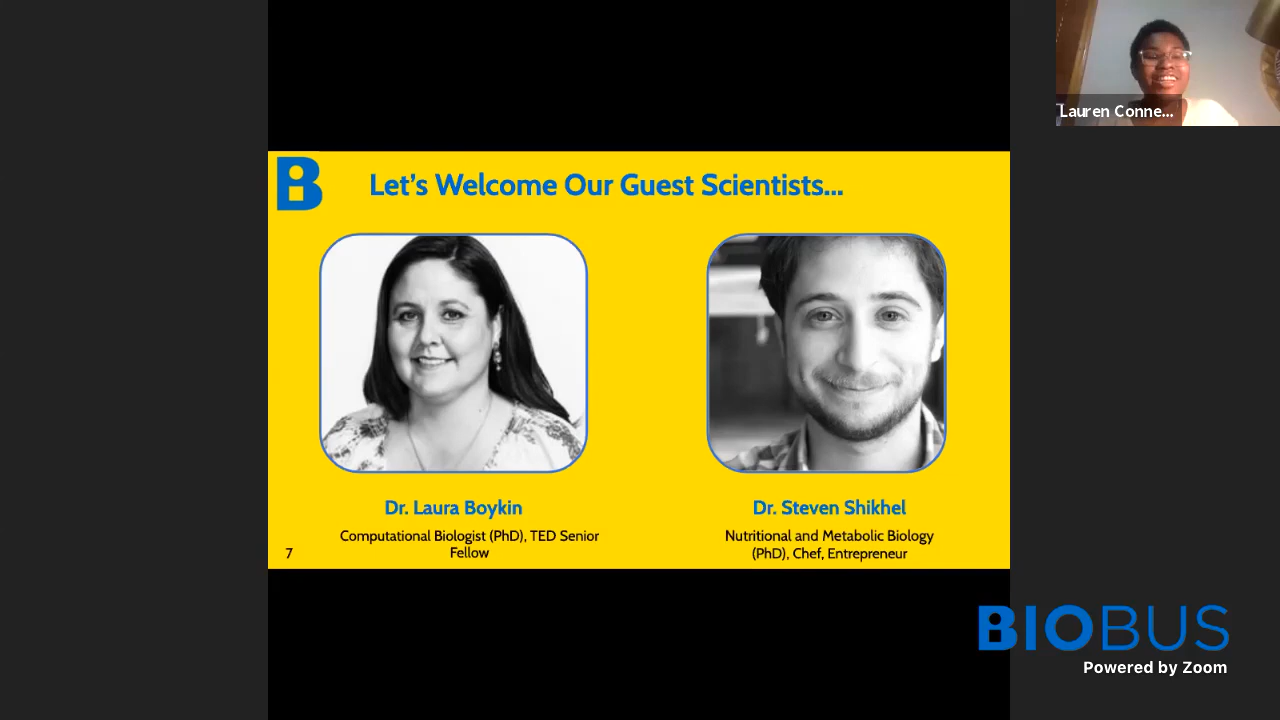 Lauren Conne...
B
Let's Welcome Our Guest Scientists...
Dr. Laura Boykin
Computational Biologist (PhD), TED Senior
Fellow
Dr. Steven Shikhel
Nutritional and Metabolic Biology
(PhD), Chef, Entrepreneur
7
BIOBUS
Powered by Zoom